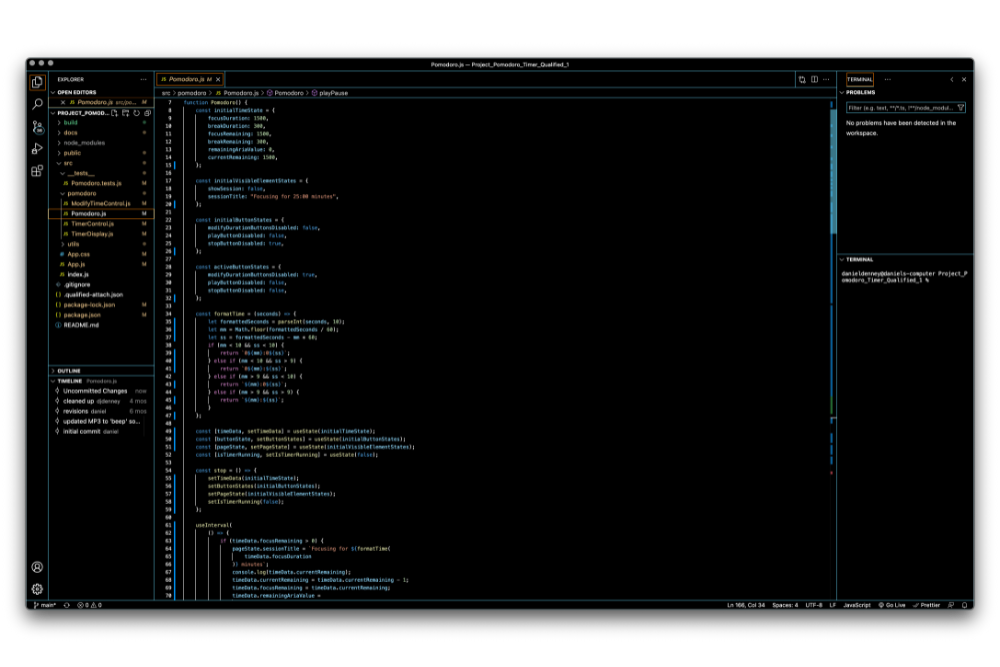 Pomodoro.js — Project_Pomodoro_Timer_Qualified_1
EXPLORER
OPEN EDITORS
Pomodoro.js src/po... M
PROJECT_POMOD...
build
docs
node_modules
public
src
__tests__
Pomodoro.tests.js M
pomodoro
ModifyTimeControl.js M
Pomodoro.js M
TimerControl.js M
TimerDisplay.js M
utils
App.css M
App.js M
index.js
.gitignore
.qualified-attach.json
package-lock.json M
package.json M
README.md
OUTLINE
TIMELINE Pomodoro.js
Uncommitted Changes now
cleaned up djdenney 4 mos
revisions daniel 6 mos
updated MP3 to 'beep' so...
initial commit daniel
main*
0 0
Pomodoro.js M
src > pomodoro > Pomodoro.js > Pomodoro > playPause
7 function Pomodoro() {
8 const initialTimeState = {
9 focusDuration: 1500,
10 breakDuration: 300,
11 focusRemaining: 1500,
12 breakRemaining: 300,
13 remainingAriaValue: 0,
14 currentRemaining: 1500,
15 };
16
17 const initialVisibleElementStates = {
18 showSession: false,
19 sessionTitle: "Focusing for 25:00 minutes",
20 };
21
22 const initialButtonStates = {
23 modifyDurationButtonsDisabled: false,
24 playButtonDisabled: false,
25 stopButtonDisabled: true,
26 };
27
28 const activeButtonStates = {
29 modifyDurationButtonsDisabled: true,
30 playButtonDisabled: false,
31 stopButtonDisabled: false,
32 };
33
34 const formatTime = (seconds) => {
35 let formattedSeconds = parseInt(seconds, 10);
36 let mm = Math.floor(formattedSeconds / 60);
37 let ss = formattedSeconds - mm * 60;
38 if (mm < 10 && ss < 10) {
39 return `0${mm}:0${ss}`;
40 } else if (mm < 10 && ss > 9) {
41 return `0${mm}:${ss}`;
42 } else if (mm > 9 && ss < 10) {
43 return `${mm}:0${ss}`;
44 } else if (mm > 9 && ss > 9) {
45 return `${mm}:${ss}`;
46 }
47 };
48
49 const [timeData, setTimeData] = useState(initialTimeState);
50 const [buttonState, setButtonStates] = useState(initialButtonStates);
51 const [pageState, setPageState] = useState(initialVisibleElementStates);
52 const [isTimerRunning, setIsTimerRunning] = useState(false);
53
54 const stop = () => {
55 setTimeData(initialTimeState);
56 setButtonStates(initialButtonStates);
57 setPageState(initialVisibleElementStates);
58 setIsTimerRunning(false);
59 };
60
61 useInterval(
62 () => {
63 if (timeData.focusRemaining > 0) {
64 pageState.sessionTitle = `Focusing for ${formatTime(
65 timeData.focusDuration
66 )} minutes`;
67 console.log(timeData.currentRemaining);
68 timeData.currentRemaining = timeData.currentRemaining - 1;
69 timeData.focusRemaining = timeData.currentRemaining;
70 timeData.remainingAriaValue =
TERMINAL
PROBLEMS
Filter (e.g. text, **/*.ts, !**/node_modul...
No problems have been detected in the
workspace.
TERMINAL
danieldenney@daniels-computer Project_P
omodoro_Timer_Qualified_1 %
Ln 166, Col 34 Spaces: 4 UTF-8 LF JavaScript Go Live Prettier